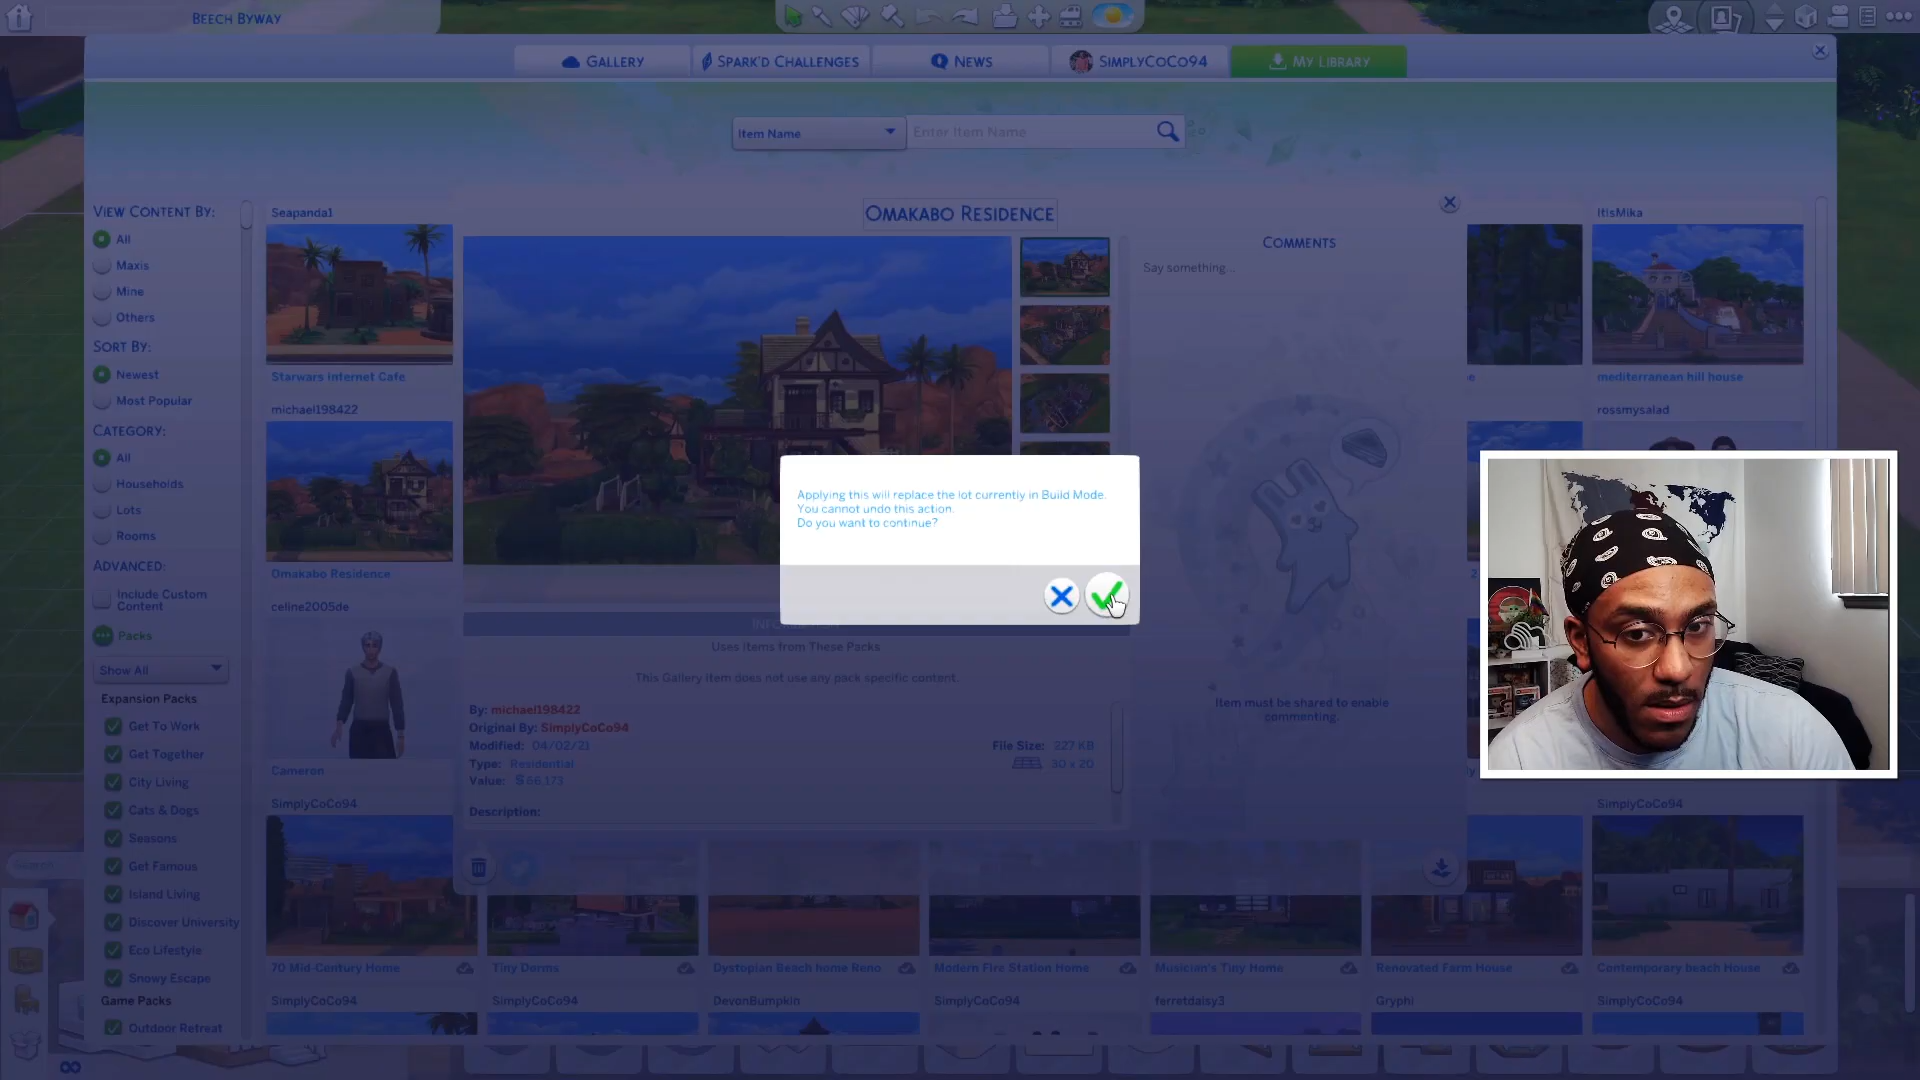 BEECH BYWAY
GALLERY
SPARK'D CHALLENGES
NEWS
SIMPLYCOCO94
MY LIBRARY
Item Name
Enter Item Name
VIEW CONTENT BY:
All
Maxis
Mine
Others
SORT BY:
Newest
Most Popular
CATEGORY:
All
Households
Lots
Rooms
ADVANCED:
Include Custom
Content
Packs
Show All
Expansion Packs
Get To Work
Get Together
City Living
Cats & Dogs
Seasons
Get Famous
Island Living
Discover University
Eco Lifestyle
Snowy Escape
Game Packs
Outdoor Retreat
Seapanda1
Starwars Internet Cafe
michael198422
Omakabo Residence
celine2005de
Cameron
SimplyCoCo94
OMAKABO RESIDENCE
COMMENTS
Say something...
Applying this will replace the lot currently in Build Mode.
You cannot undo this action.
Do you want to continue?
Uses Items from These Packs
This Gallery item does not use any pack specific content.
By: michael198422
Original By: SimplyCoCo94
Modified: 04/02/21
Type: Residential
Value: §66,173
File Size: 227 KB
30 x 20
Description:
Item must be shared to enable
commenting.
ItIsMika
mediterranean hill house
rossmysalad
SimplyCoCo94
70 Mid-Century Home
Tiny Dorms
Dystopian Beach home Reno
Modern Fire Station Home
Musician's Tiny Home
Renovated Farm House
Contemporary beach House
SimplyCoCo94
SimplyCoCo94
DevonBumpkin
SimplyCoCo94
ferretdaisy3
Gryphi
SimplyCoCo94